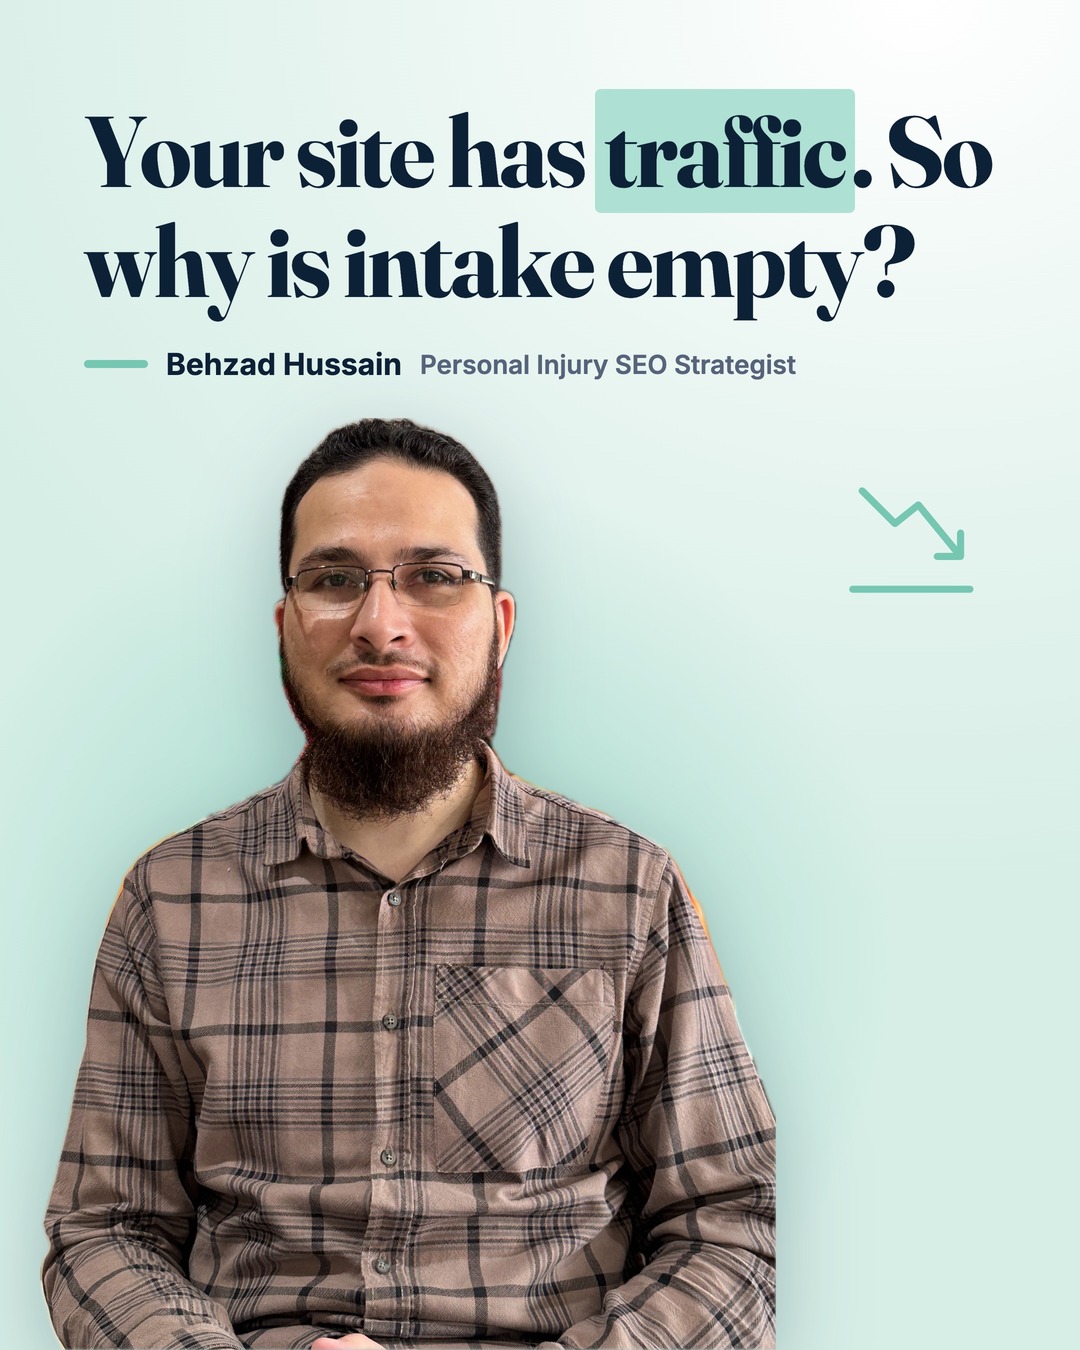 Your site has traffic. So
why is intake empty?
Behzad Hussain Personal Injury SEO Strategist